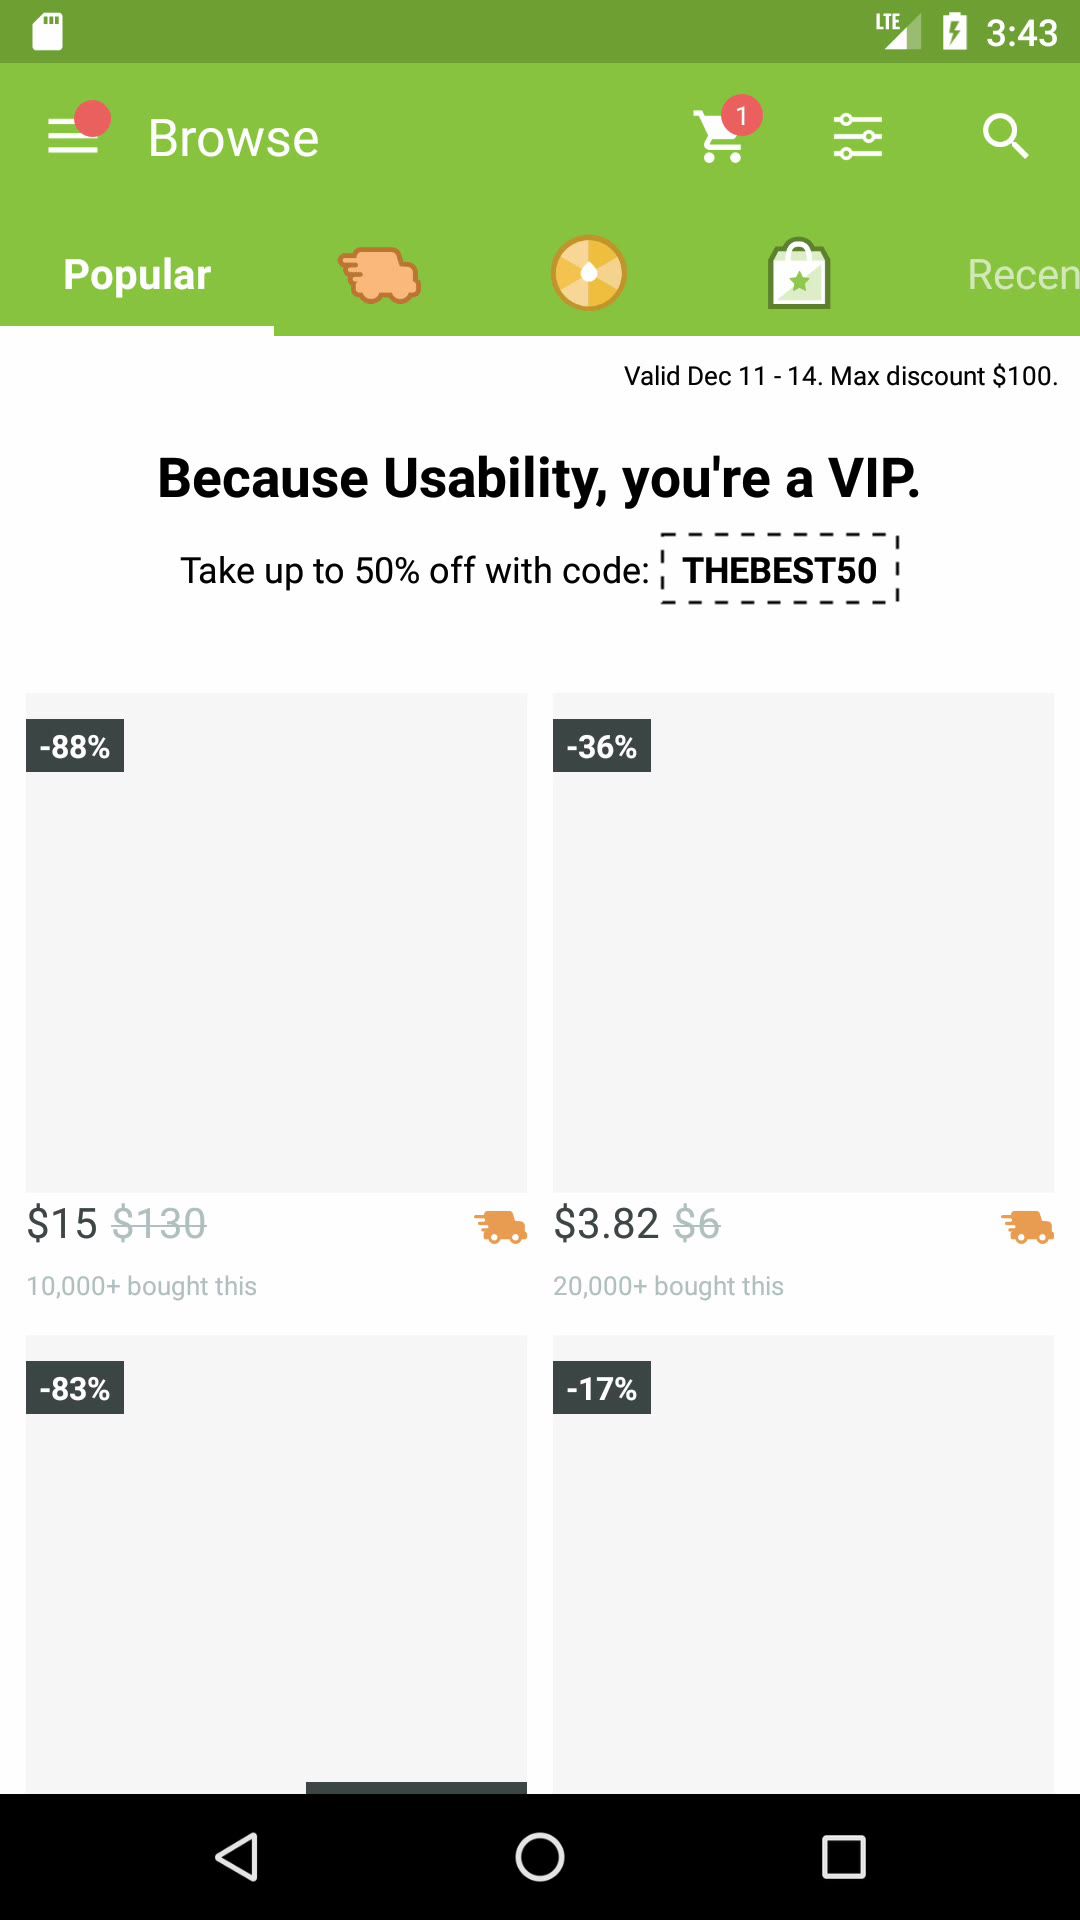 LTE 3:43
Browse 1
Popular Recen
Valid Dec 11 - 14. Max discount $100.
Because Usability, you're a VIP.
Take up to 50% off with code: THEBEST50
-88% -36%
$15 $130 $3.82 $6
10,000+ bought this 20,000+ bought this
-83% -17%